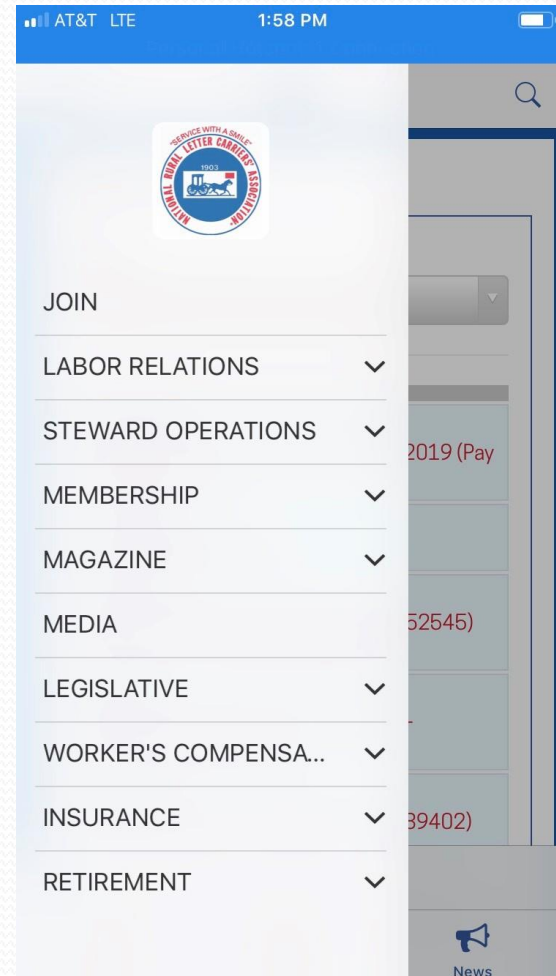 AT&T LTE 1:58 PM
"SERVICE WITH A SMILE"
NATIONAL RURAL LETTER CARRIERS' ASSOCIATION
1903
JOIN
LABOR RELATIONS
STEWARD OPERATIONS
2019 (Pay
MEMBERSHIP
MAGAZINE
MEDIA
52545)
LEGISLATIVE
WORKER'S COMPENSA...
INSURANCE
39402)
RETIREMENT
News